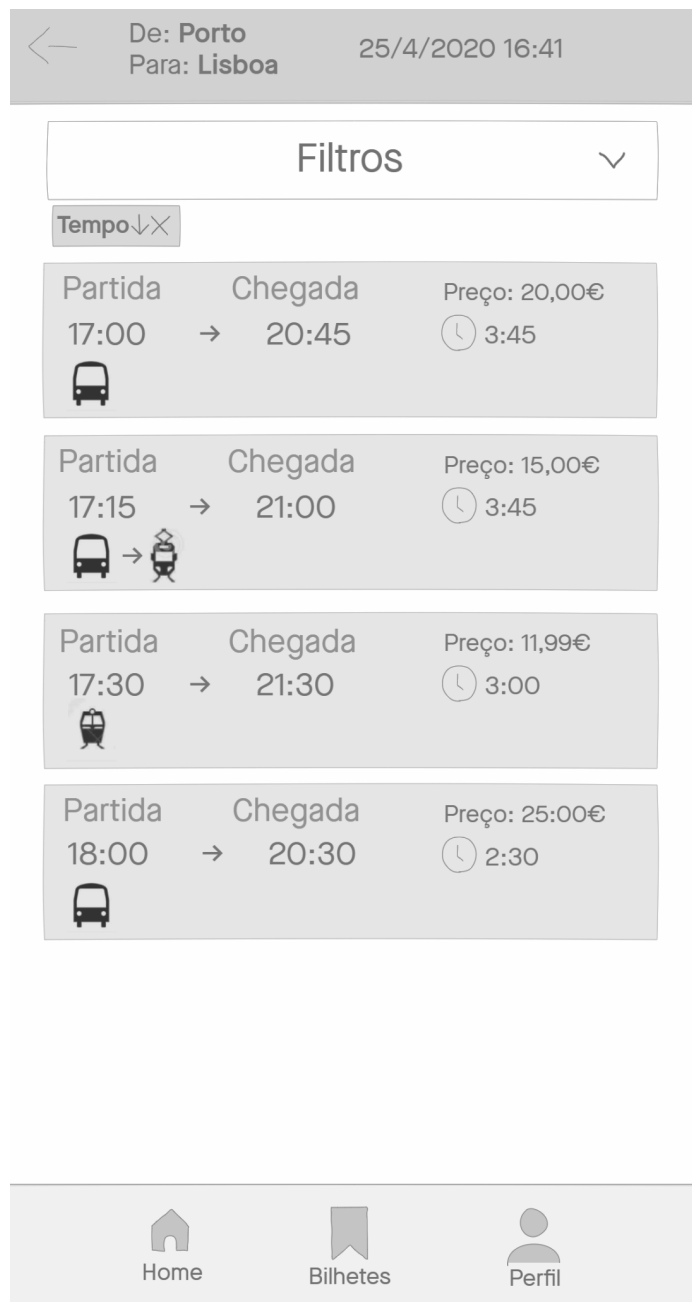 De: Porto
Para: Lisboa
25/4/2020 16:41
Filtros
Tempo↓×
Partida Chegada Preço: 20,00€
17:00 → 20:45 3:45
Partida Chegada Preço: 15,00€
17:15 → 21:00 3:45
→
Partida Chegada Preço: 11,99€
17:30 → 21:30 3:00
Partida Chegada Preço: 25:00€
18:00 → 20:30 2:30
Home Bilhetes Perfil